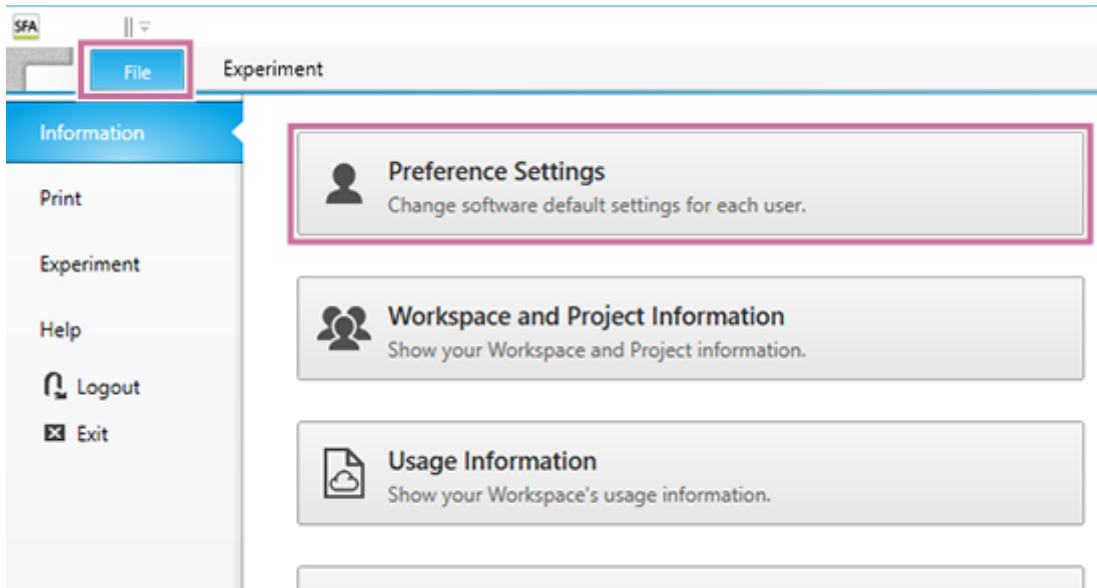 SFA
File
Experiment
Information
Print
Experiment
Help
Logout
Exit
Preference Settings
Change software default settings for each user.
Workspace and Project Information
Show your Workspace and Project information.
Usage Information
Show your Workspace's usage information.